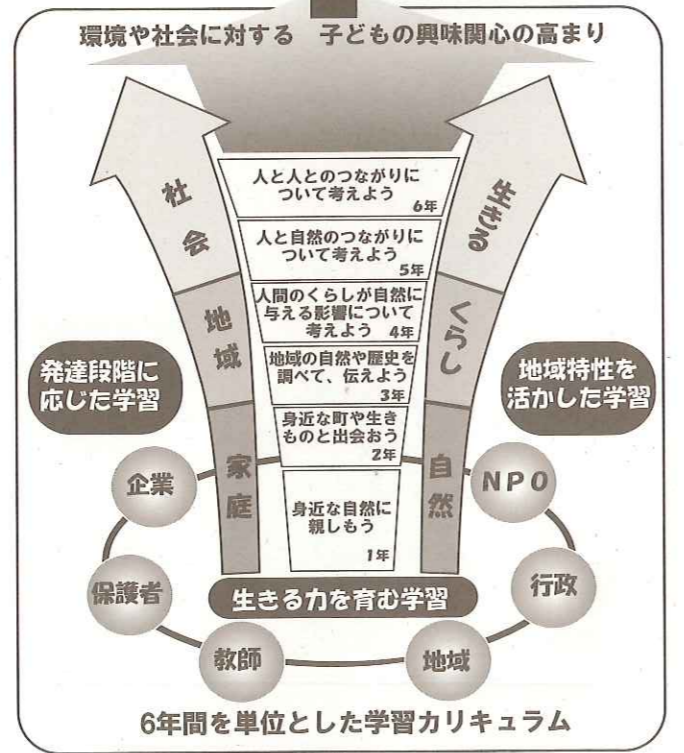 環境や社会に対する 子どもの興味関心の高まり
社会
生きる
人と人とのつながりに
ついて考えよう
6年
人と自然のつながりに
ついて考えよう
5年
地域
くらし
人間のくらしが自然に
与える影響について
考えよう 4年
発達段階に
応じた学習
地域の自然や歴史を
調べて、伝えよう
3年
地域特性を
活かした学習
家庭
自然
身近な町や生き
ものと出会おう
2年
企業
NPO
身近な自然に
親しもう
1年
保護者
生きる力を育む学習
行政
教師
地域
6年間を単位とした学習カリキュラム